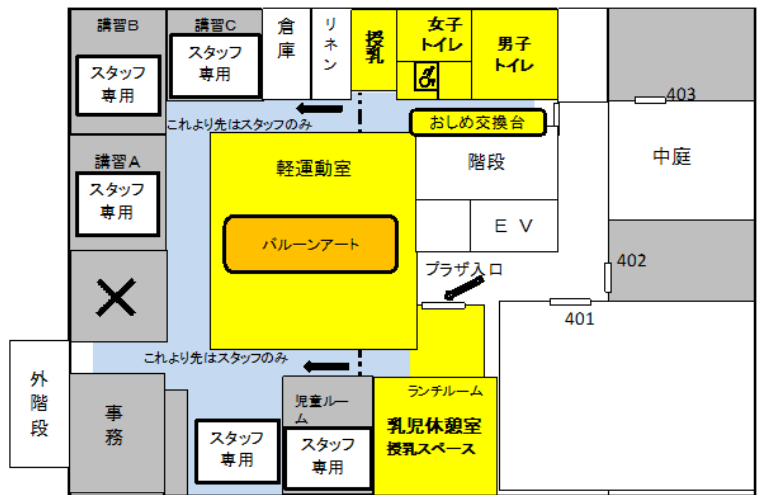 講習B
スタッフ
専用
講習C
スタッフ
専用
倉
庫
リ
ネ
ン
授
乳
女子
トイレ
男子
トイレ
403
これより先はスタッフのみ
おしめ交換台
講習A
スタッフ
専用
軽運動室
階段
中庭
バルーンアート
E V
プラザ入口
402
401
これより先はスタッフのみ
外
階
段
事
務
スタッフ
専用
児童ルー
ム
スタッフ
専用
ランチルーム
乳児休憩室
授乳スペース